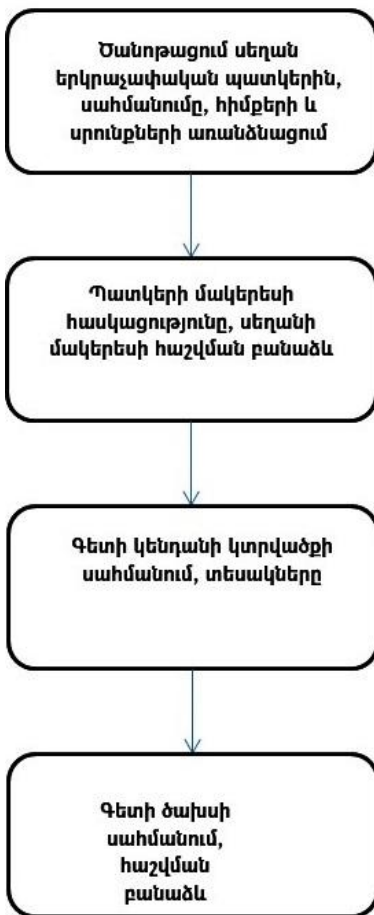 Ծանոթացում սեղան
երկրաչափական պատկերին,
սահմանումը, հիմքերի և
սրունքների առանձնացում
Պատկերի մակերեսի
հասկացությունը, սեղանի
մակերեսի հաշվման բանաձև
Գետի կենդանի կտրվածքի
սահմանում, տեսակները
Գետի ծախսի
սահմանում,
հաշվման
բանաձև